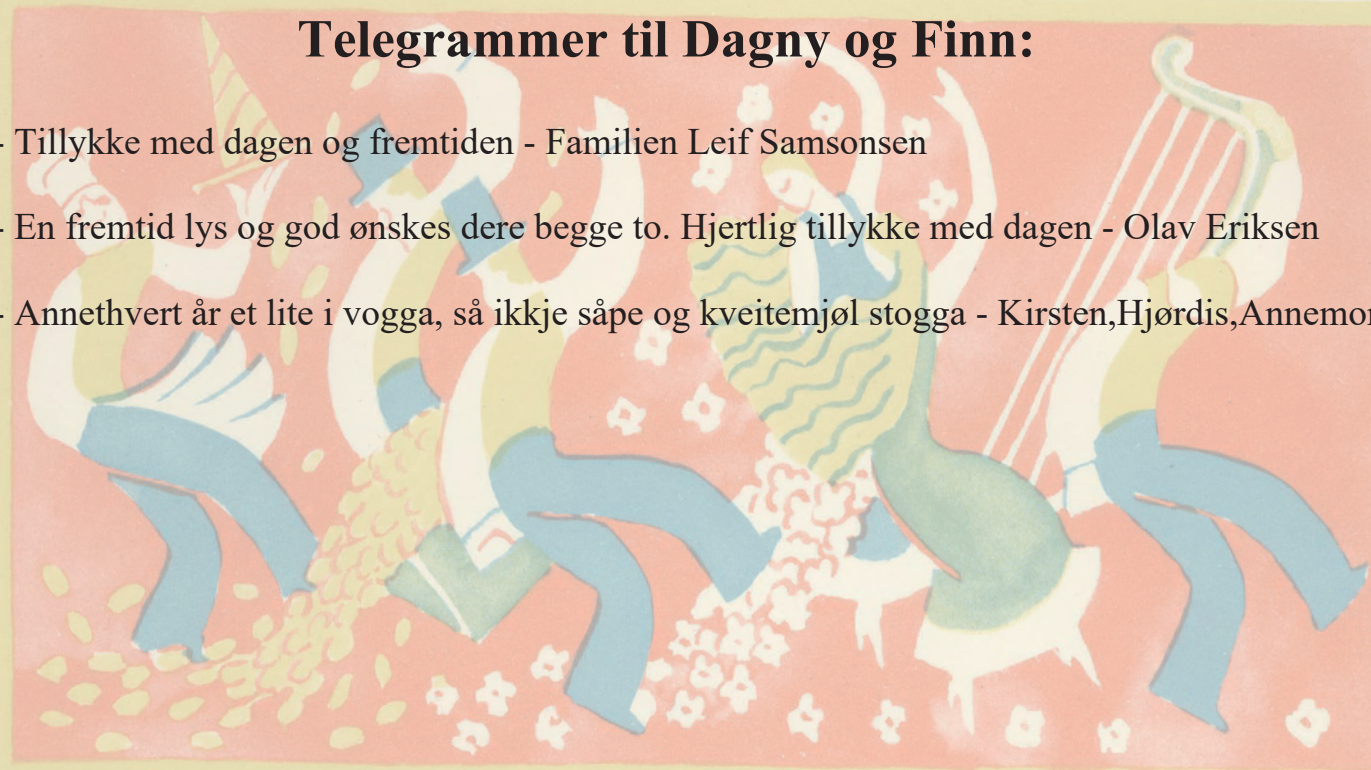 Telegrammer til Dagny og Finn:
- Tillykke med dagen og fremtiden - Familien Leif Samsonsen
- En fremtid lys og god ønskes dere begge to. Hjertlig tillykke med dagen - Olav Eriksen
- Annethvert år et lite i vogga, så ikkje såpe og kveitemjøl stogga - Kirsten,Hjørdis,Annemor